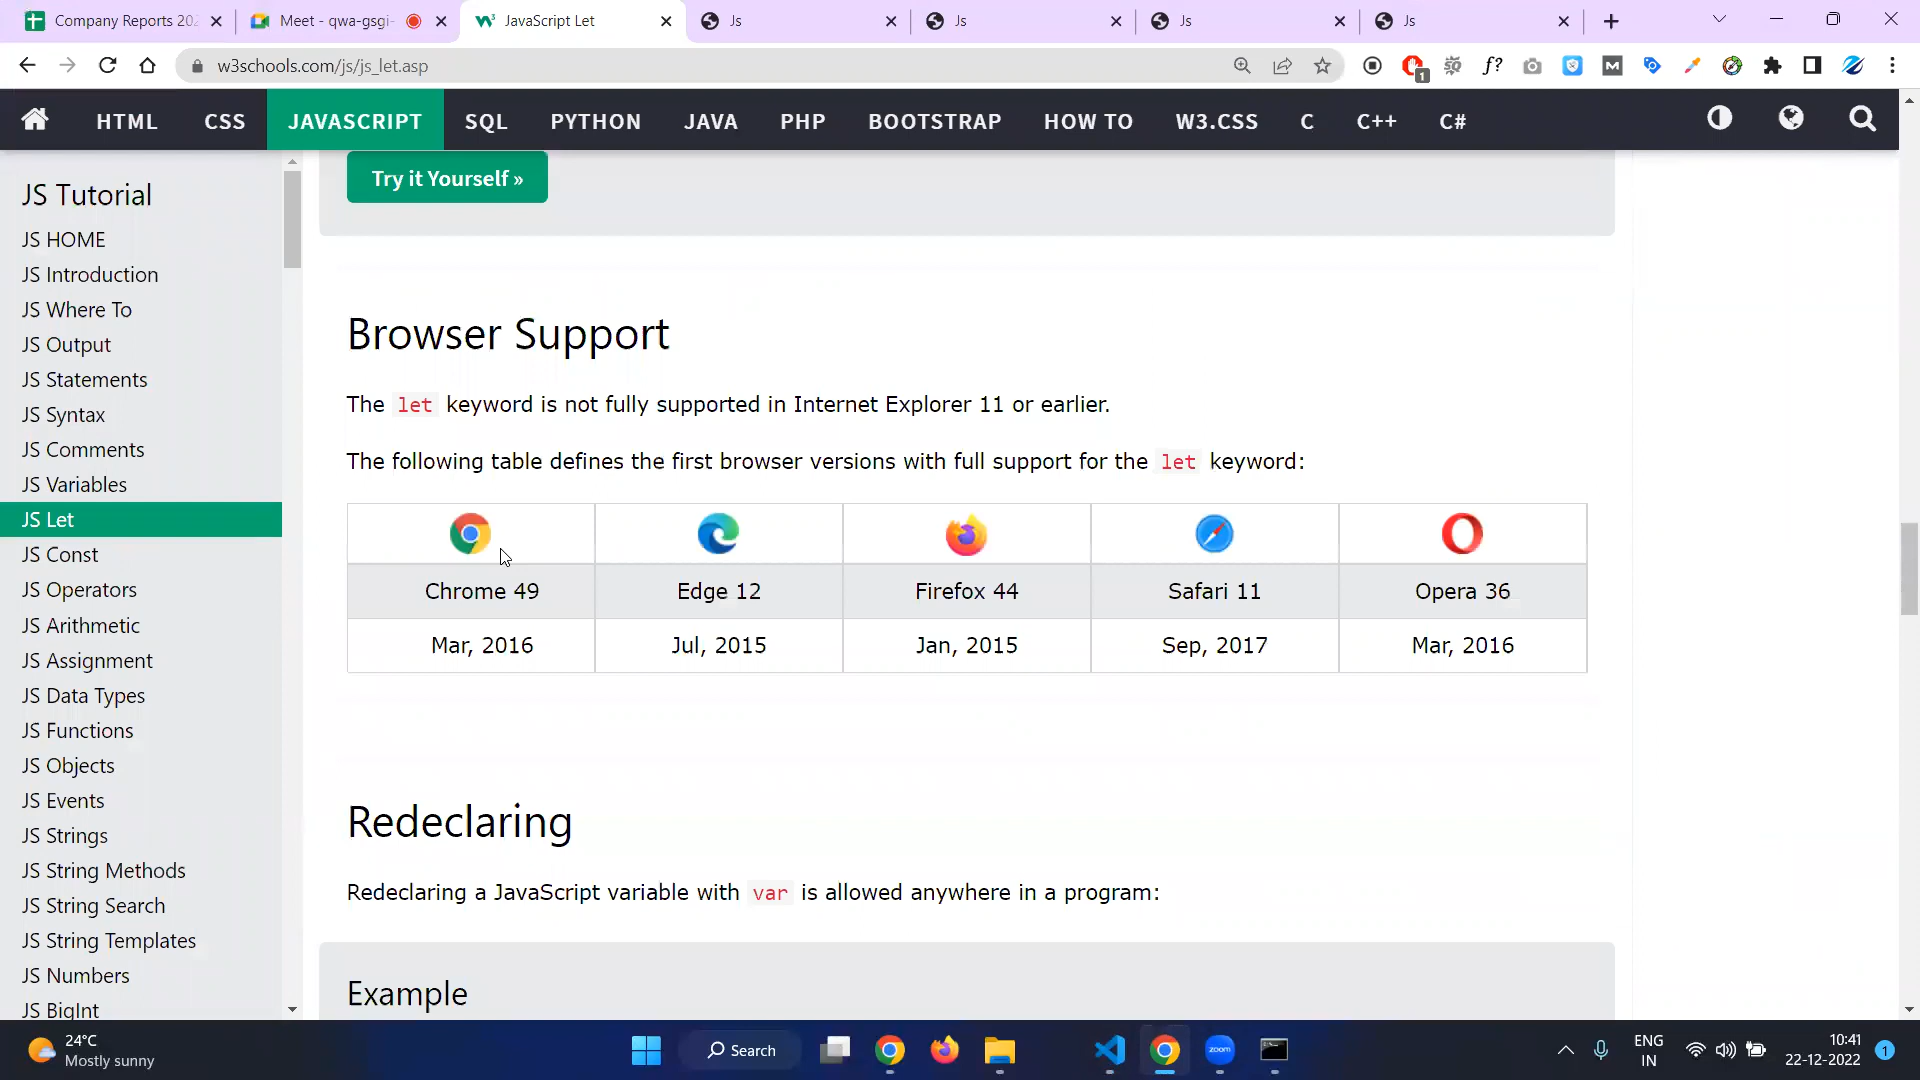 Company Reports 202
Meet - qwa-gsgi-
JavaScript Let
Js
Js
Js
Js
w3schools.com/js/js_let.asp
1
HTML
CSS
JAVASCRIPT
SQL
PYTHON
JAVA
PHP
BOOTSTRAP
HOW TO
W3.CSS
C
C++
C#
JS Tutorial
JS HOME
JS Introduction
JS Where To
JS Output
JS Statements
JS Syntax
JS Comments
JS Variables
JS Let
JS Const
JS Operators
JS Arithmetic
JS Assignment
JS Data Types
JS Functions
JS Objects
JS Events
JS Strings
JS String Methods
JS String Search
JS String Templates
JS Numbers
JS BigInt
Try it Yourself »
Browser Support
The let keyword is not fully supported in Internet Explorer 11 or earlier.
The following table defines the first browser versions with full support for the let keyword:
Chrome 49
Edge 12
Firefox 44
Safari 11
Opera 36
Mar, 2016
Jul, 2015
Jan, 2015
Sep, 2017
Mar, 2016
Redeclaring
Redeclaring a JavaScript variable with var is allowed anywhere in a program:
Example
24°C
Mostly sunny
Search
zoom
ENG
IN
10:41
22-12-2022
1